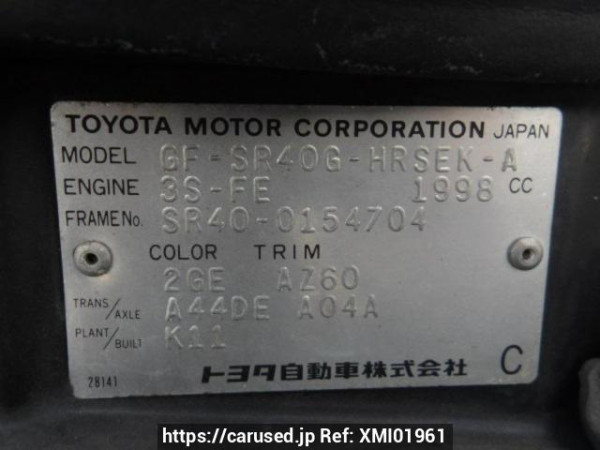 TOYOTA MOTOR CORPORATION JAPAN
MODEL GF-SR40G-HRSEK-A
ENGINE 3S-FE 1998 CC
FRAME No. SR40-0154704
COLOR TRIM
2GE AZ60
TRANS/AXLE A44DE A04A
PLANT/BUILT K11
28141 トヨタ自動車株式会社 C
https://carused.jp Ref: XMI01961